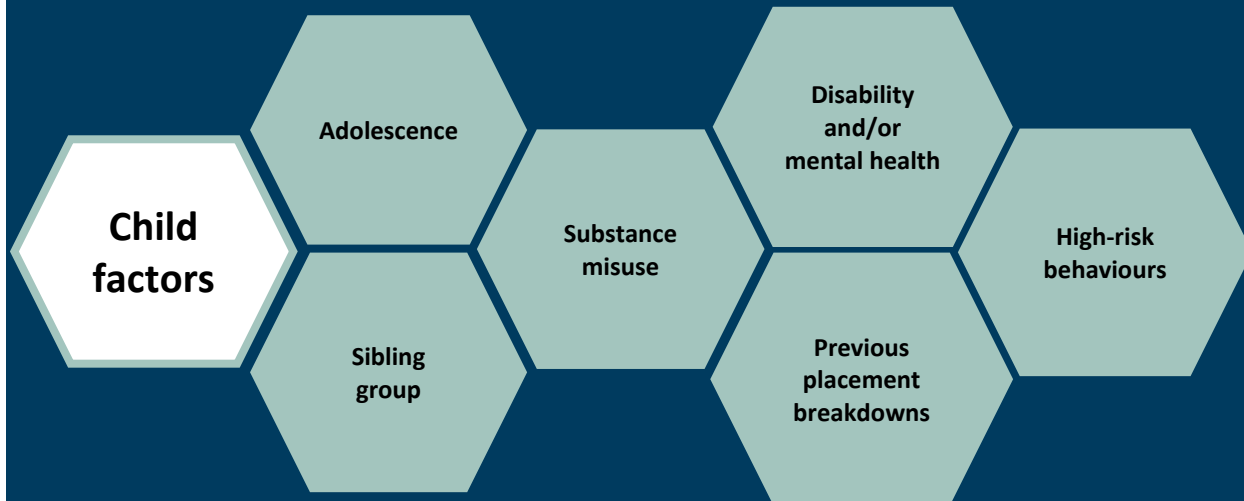 Child
factors
Adolescence
Sibling
group
Substance
misuse
Disability
and/or
mental health
Previous
placement
breakdowns
High-risk
behaviours